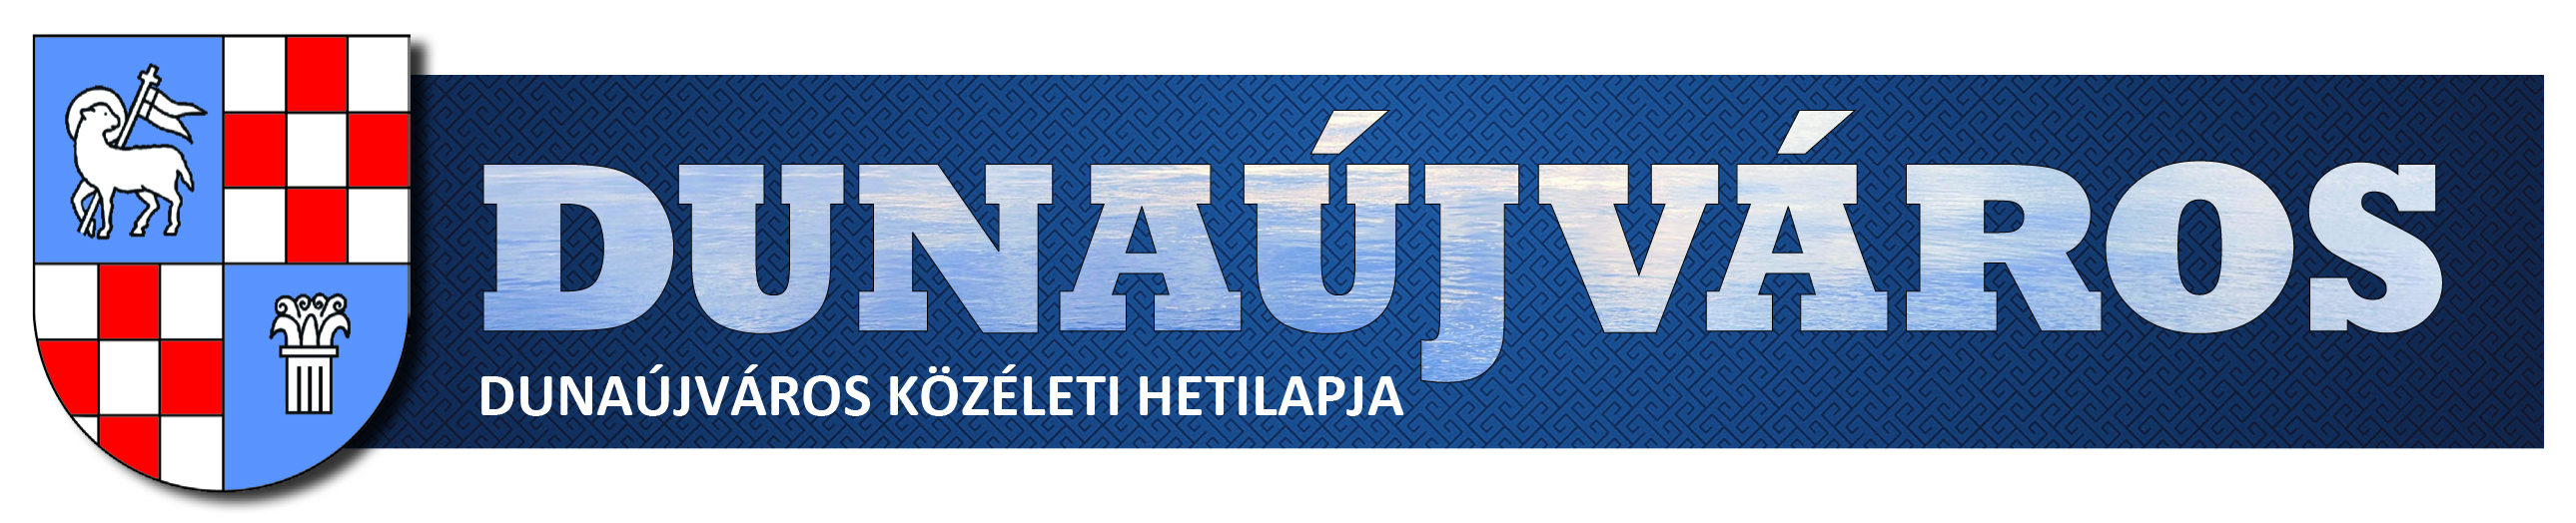 DUNAÚJVÁROS
DUNAÚJVÁROS KÖZÉLETI HETILAPJA